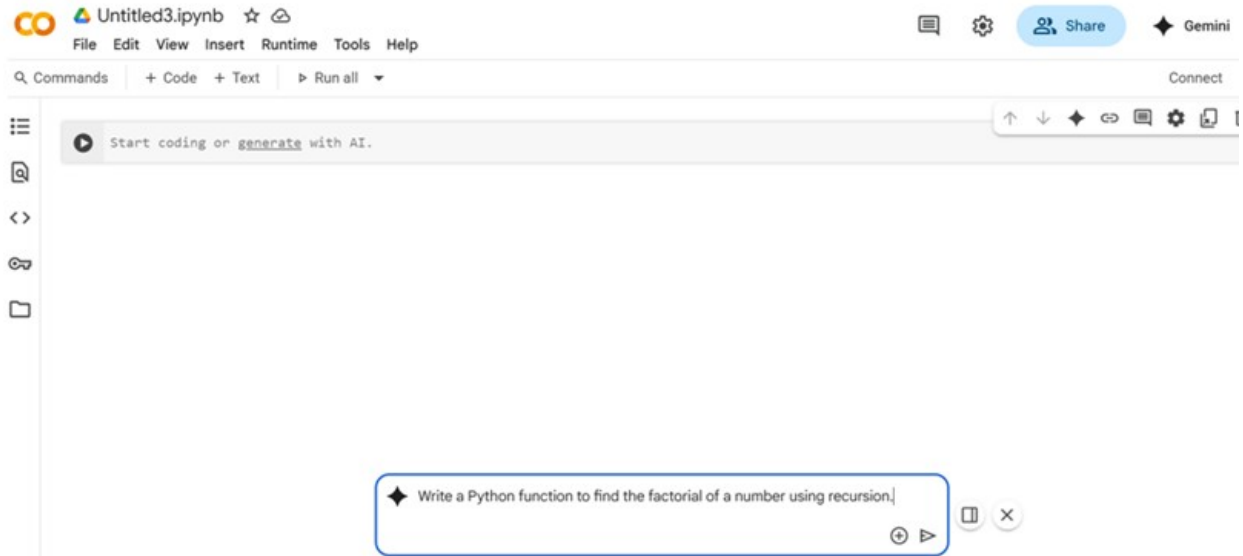 CO Untitled3.ipynb
File Edit View Insert Runtime Tools Help
Share Gemini
Commands + Code + Text Run all Connect
Start coding or generate with AI.
Write a Python function to find the factorial of a number using recursion.